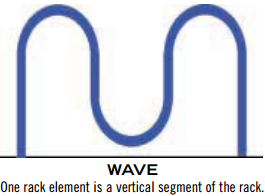 WAVE
One rack element is a vertical segment of the rack.